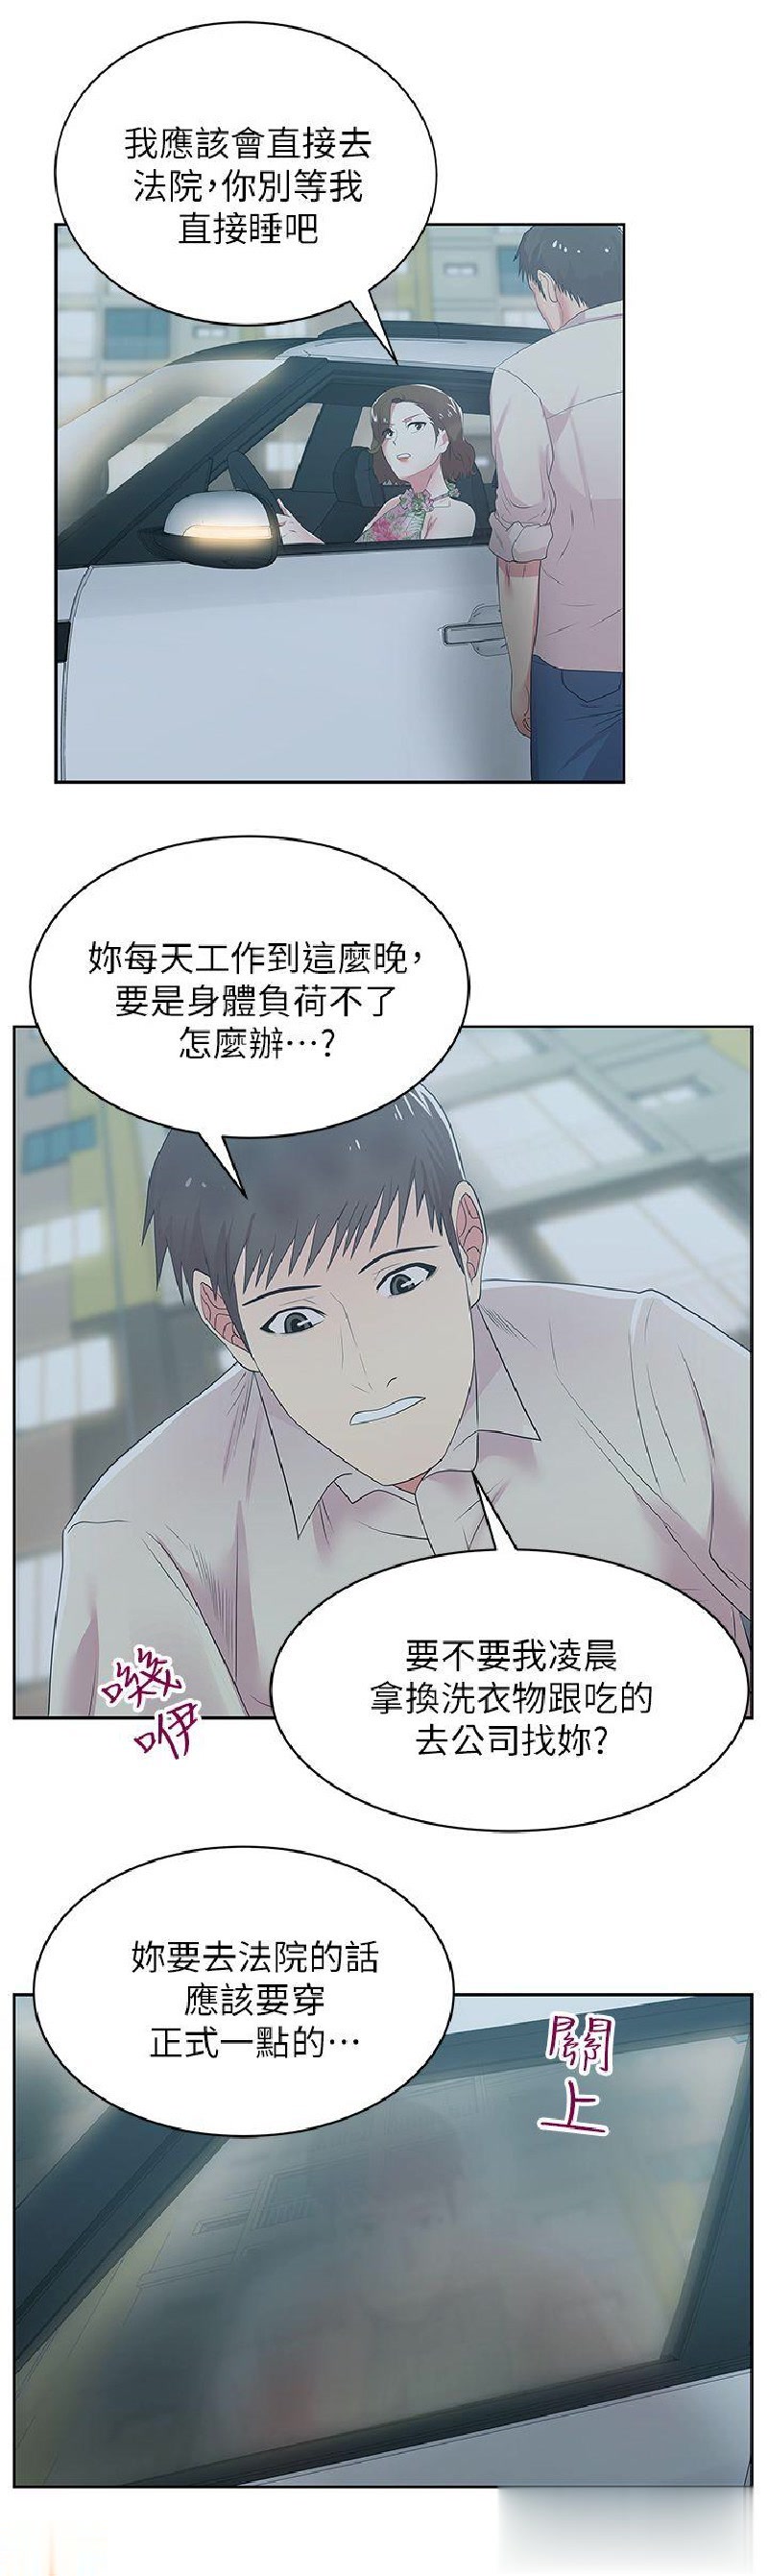 我應該會直接去
法院，你別等我
直接睡吧
妳每天工作到這麼晚，
要是身體負荷不了
怎麼辦…?
要不要我凌晨
拿換洗衣物跟吃的
去公司找妳?
嘰
咿
妳要去法院的話
應該要穿
正式一點的…
關
上